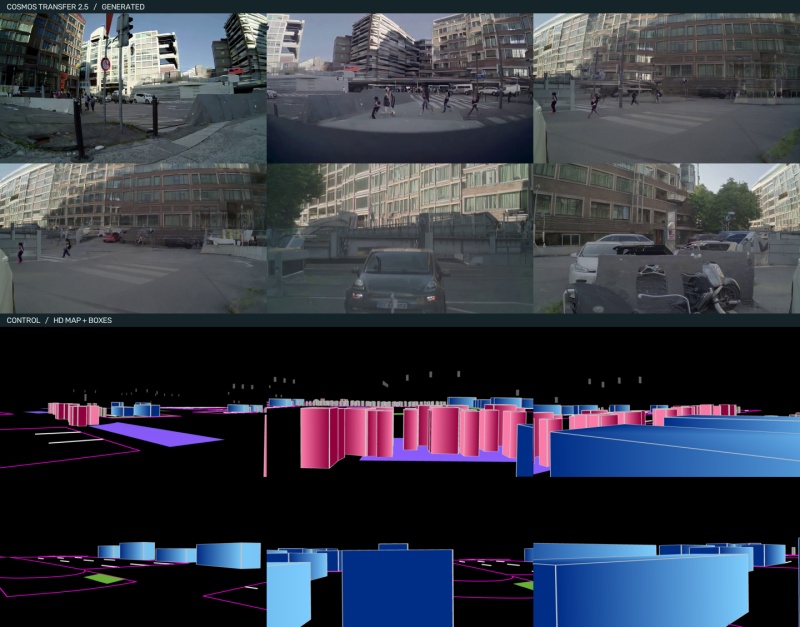 COSMOS TRANSFER 2.5 / GENERATED
CONTROL / HD MAP + BOXES